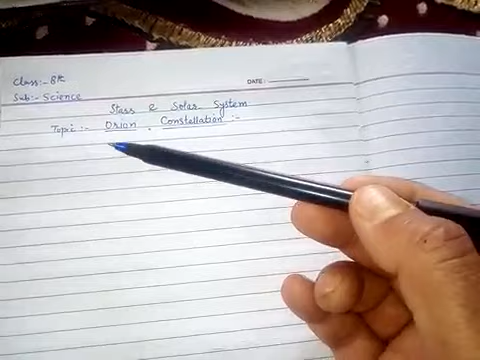 Class:- 8th
DATE:
Sub:- Science
Stars & Solar System
Topic:- Orion Constellation :-